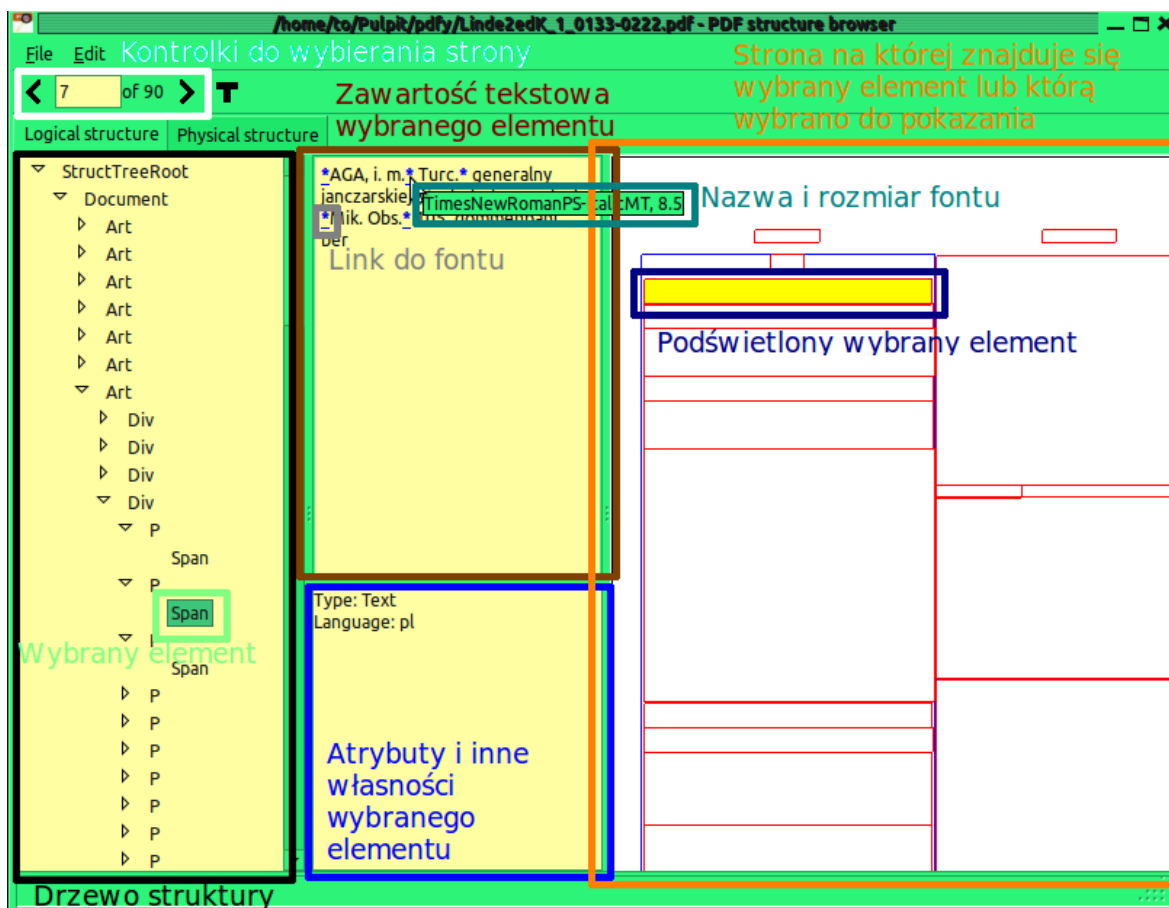 /home/to/Pulpit/pdfy/Linde2edK_1_0133-0222.pdf - PDF structure browser
File Edit Kontrolki do wybierania strony
Strona na której znajduje się
wybrany element lub którą
wybrano do pokazania
7 of 90
Zawartość tekstowa
wybranego elementu
Logical structure Physical structure
StructTreeRoot
Document
Art
Art
Art
Art
Art
Art
Art
Div
Div
Div
Div
P
Span
P
Span
Wybrany element
Span
P
P
P
P
P
P
P
Drzewo struktury
*AGA, i. m.* Turc.* generalny
janczarskiej
TimesNewRomanPS-ItalicMT, 8.5
Nazwa i rozmiar fontu
*Mik. Obs.*
ber
Link do fontu
Podświetlony wybrany element
Type: Text
Language: pl
Atrybuty i inne
własności
wybranego
elementu